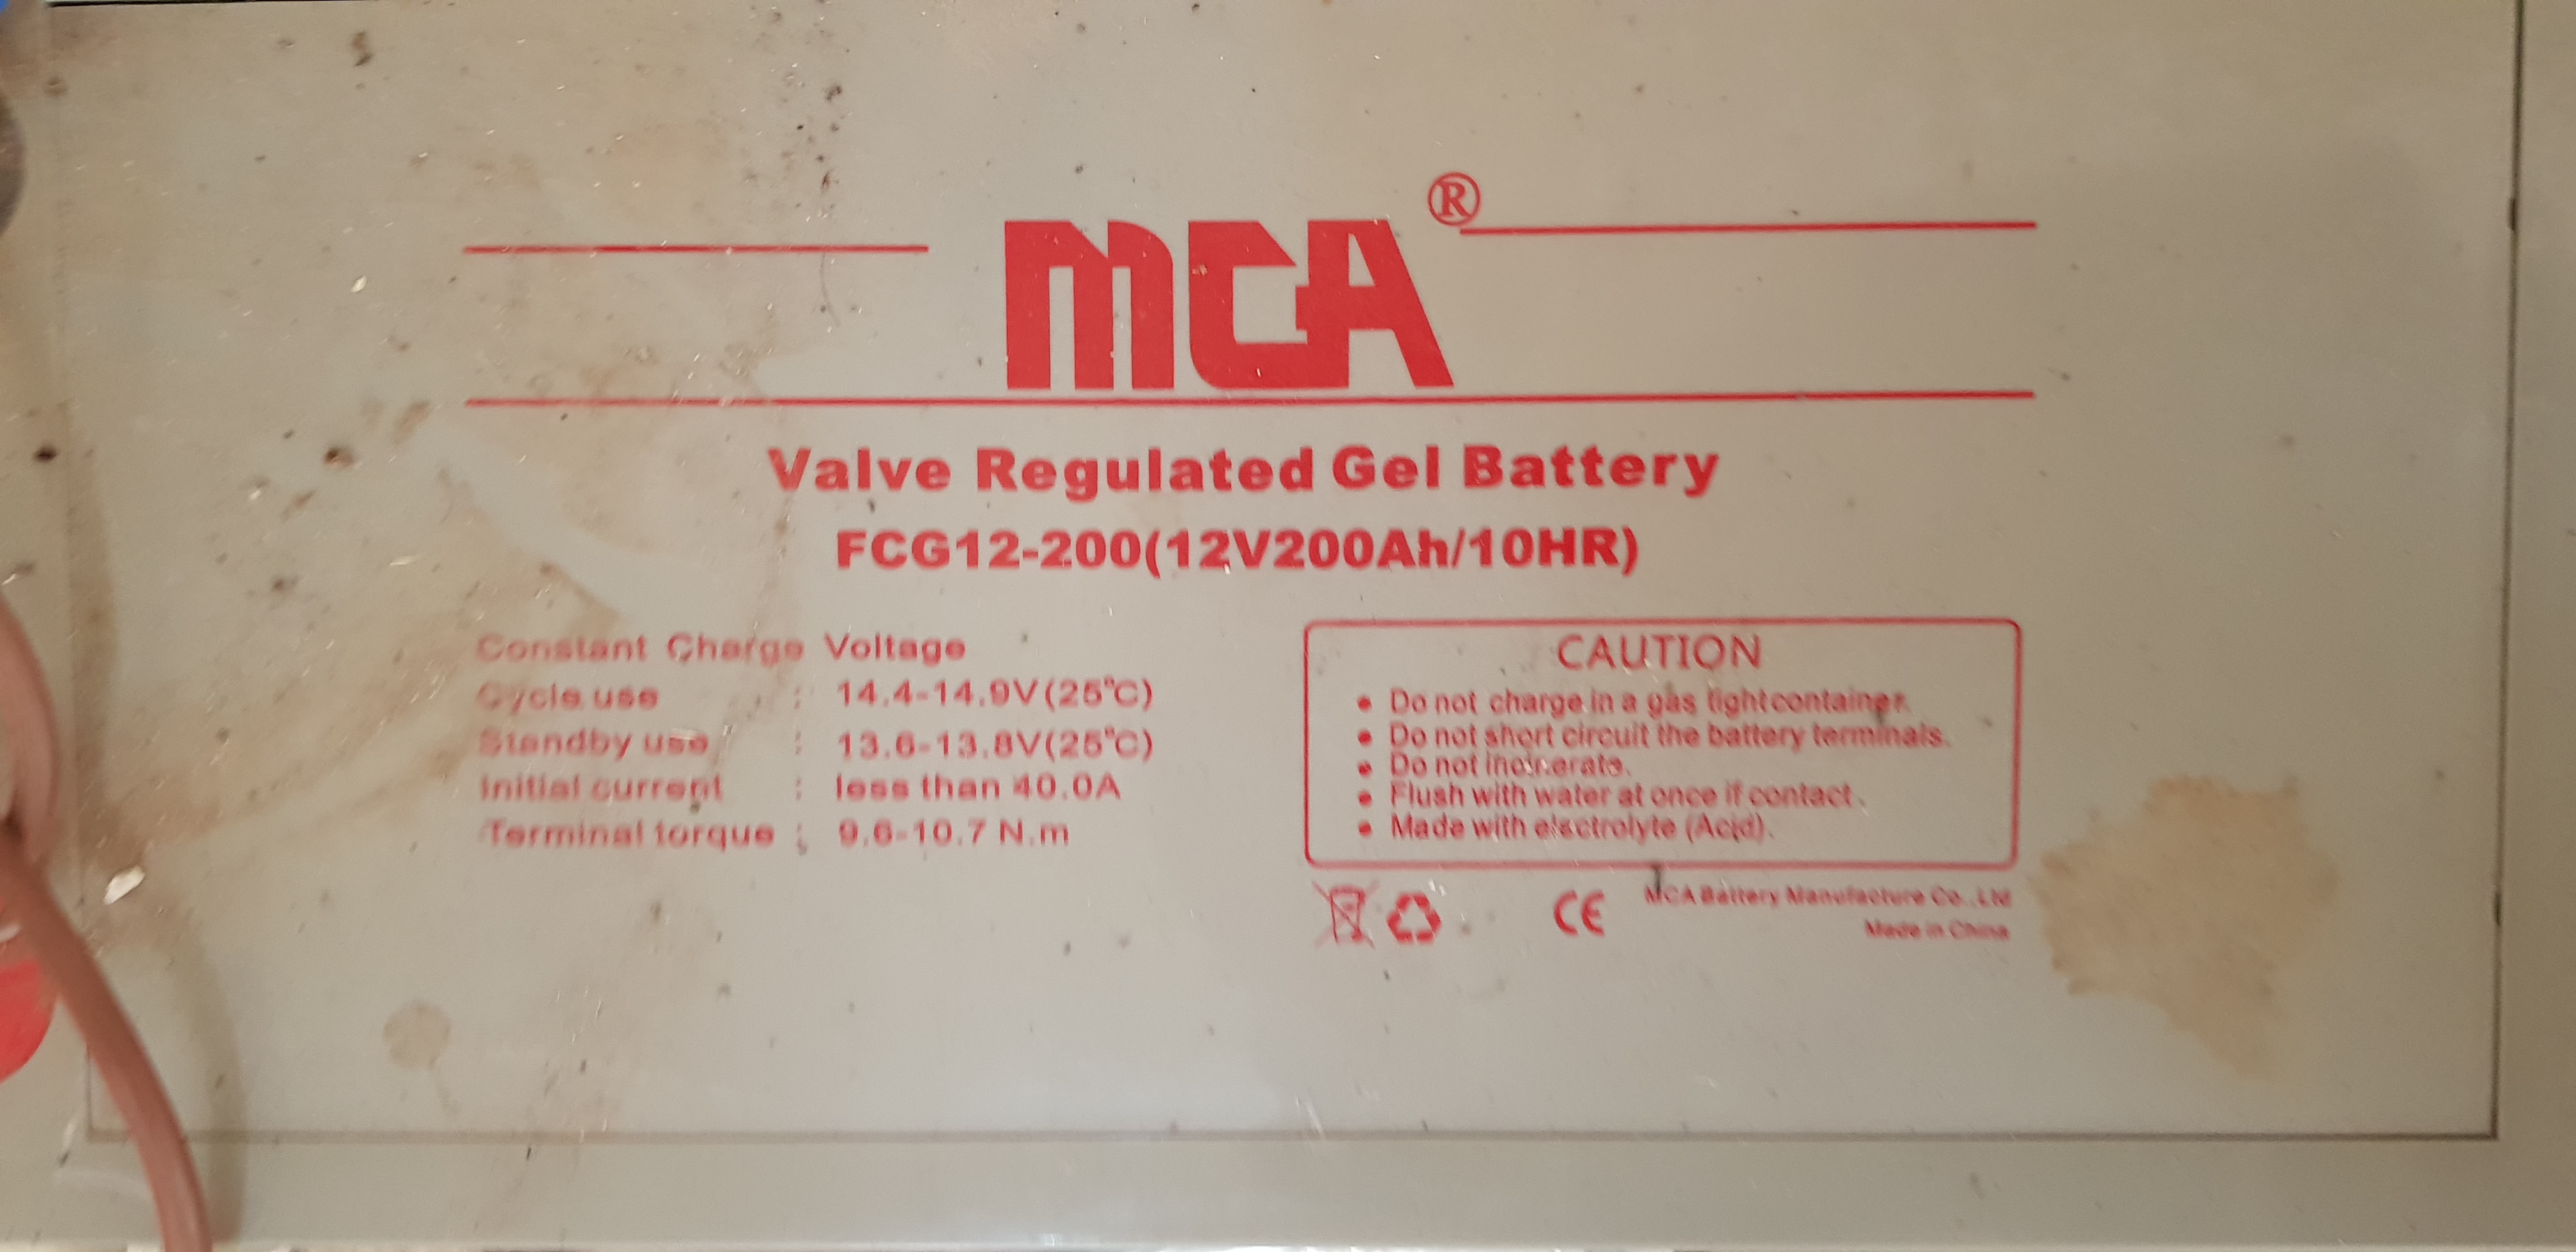 MCA®
Valve Regulated Gel Battery
FCG12-200(12V200Ah/10HR)
Constant Charge Voltage
Cycle use : 14.4-14.9V(25℃)
Standby use : 13.6-13.8V(25℃)
Initial current : less than 40.0A
Terminal torque : 9.6-10.7 N.m
CAUTION
• Do not charge in a gas tightcontainer.
• Do not short circuit the battery terminals.
• Do not incinerate.
• Flush with water at once if contact.
• Made with electrolyte (Acid).
CE
MCA Battery Manufacture Co.,Ltd
Made in China